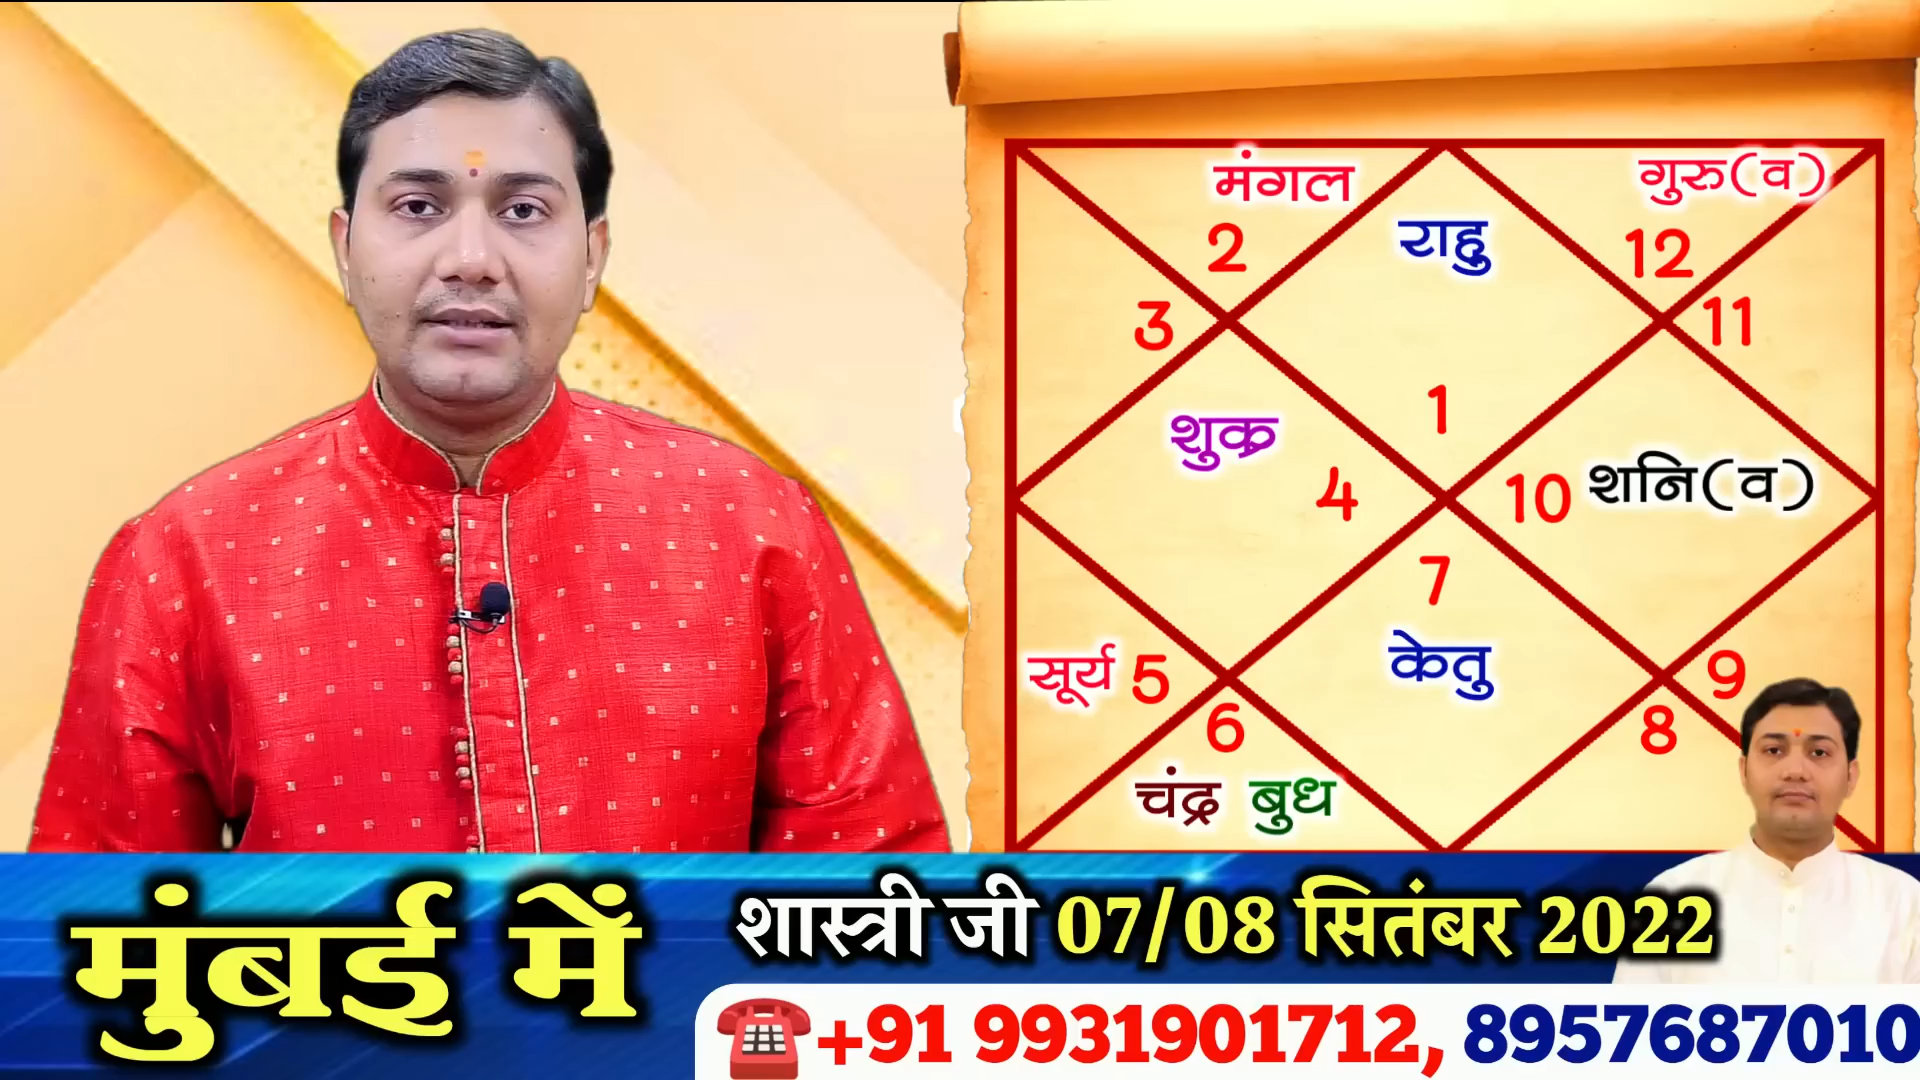 मंगल
गुरु(व)
राहु
2
12
3
11
1
शुक्र
4
10 शनि(व)
7
केतु
सूर्य 5
9
6
8
चंद्र बुध
मुंबई में
शास्त्री जी 07/08 सितंबर 2022
+91 9931901712, 8957687010